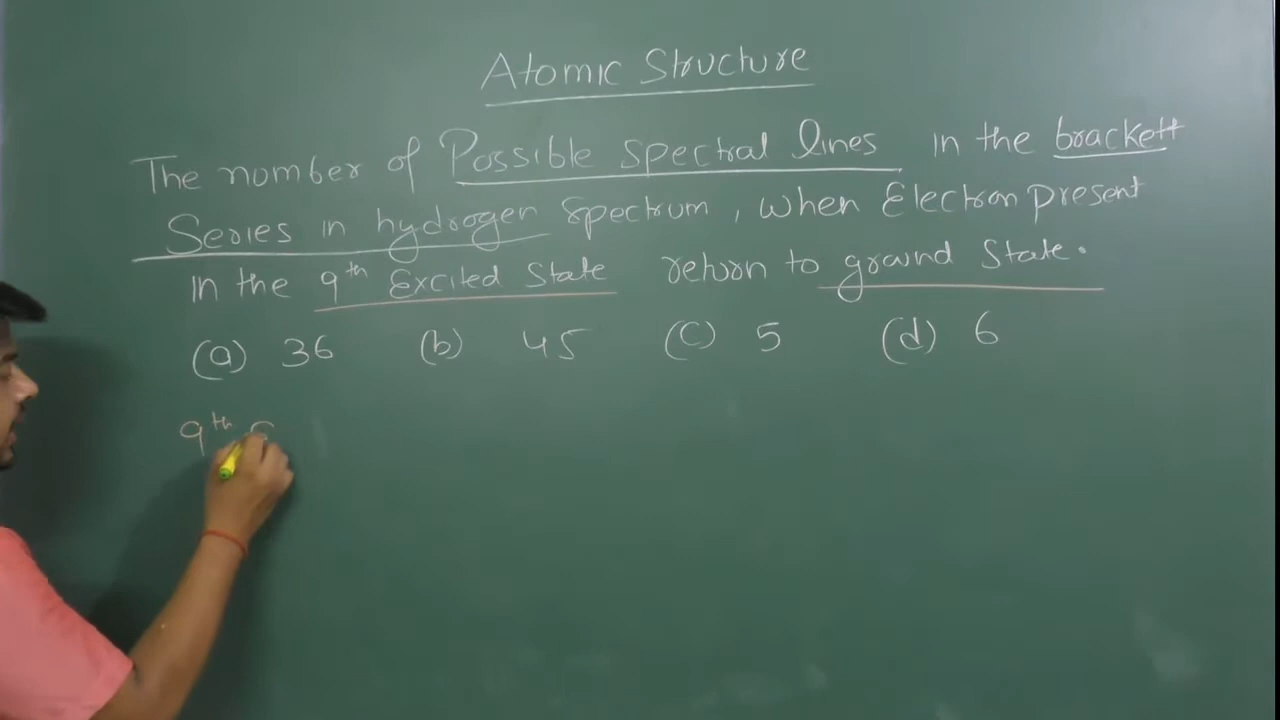 Atomic Structure
The number of Possible Spectral lines in the brackett
Series in hydrogen Spectrum, when Electron present
in the 9th Excited State return to ground State.
(a) 36 (b) 45 (c) 5 (d) 6
9th